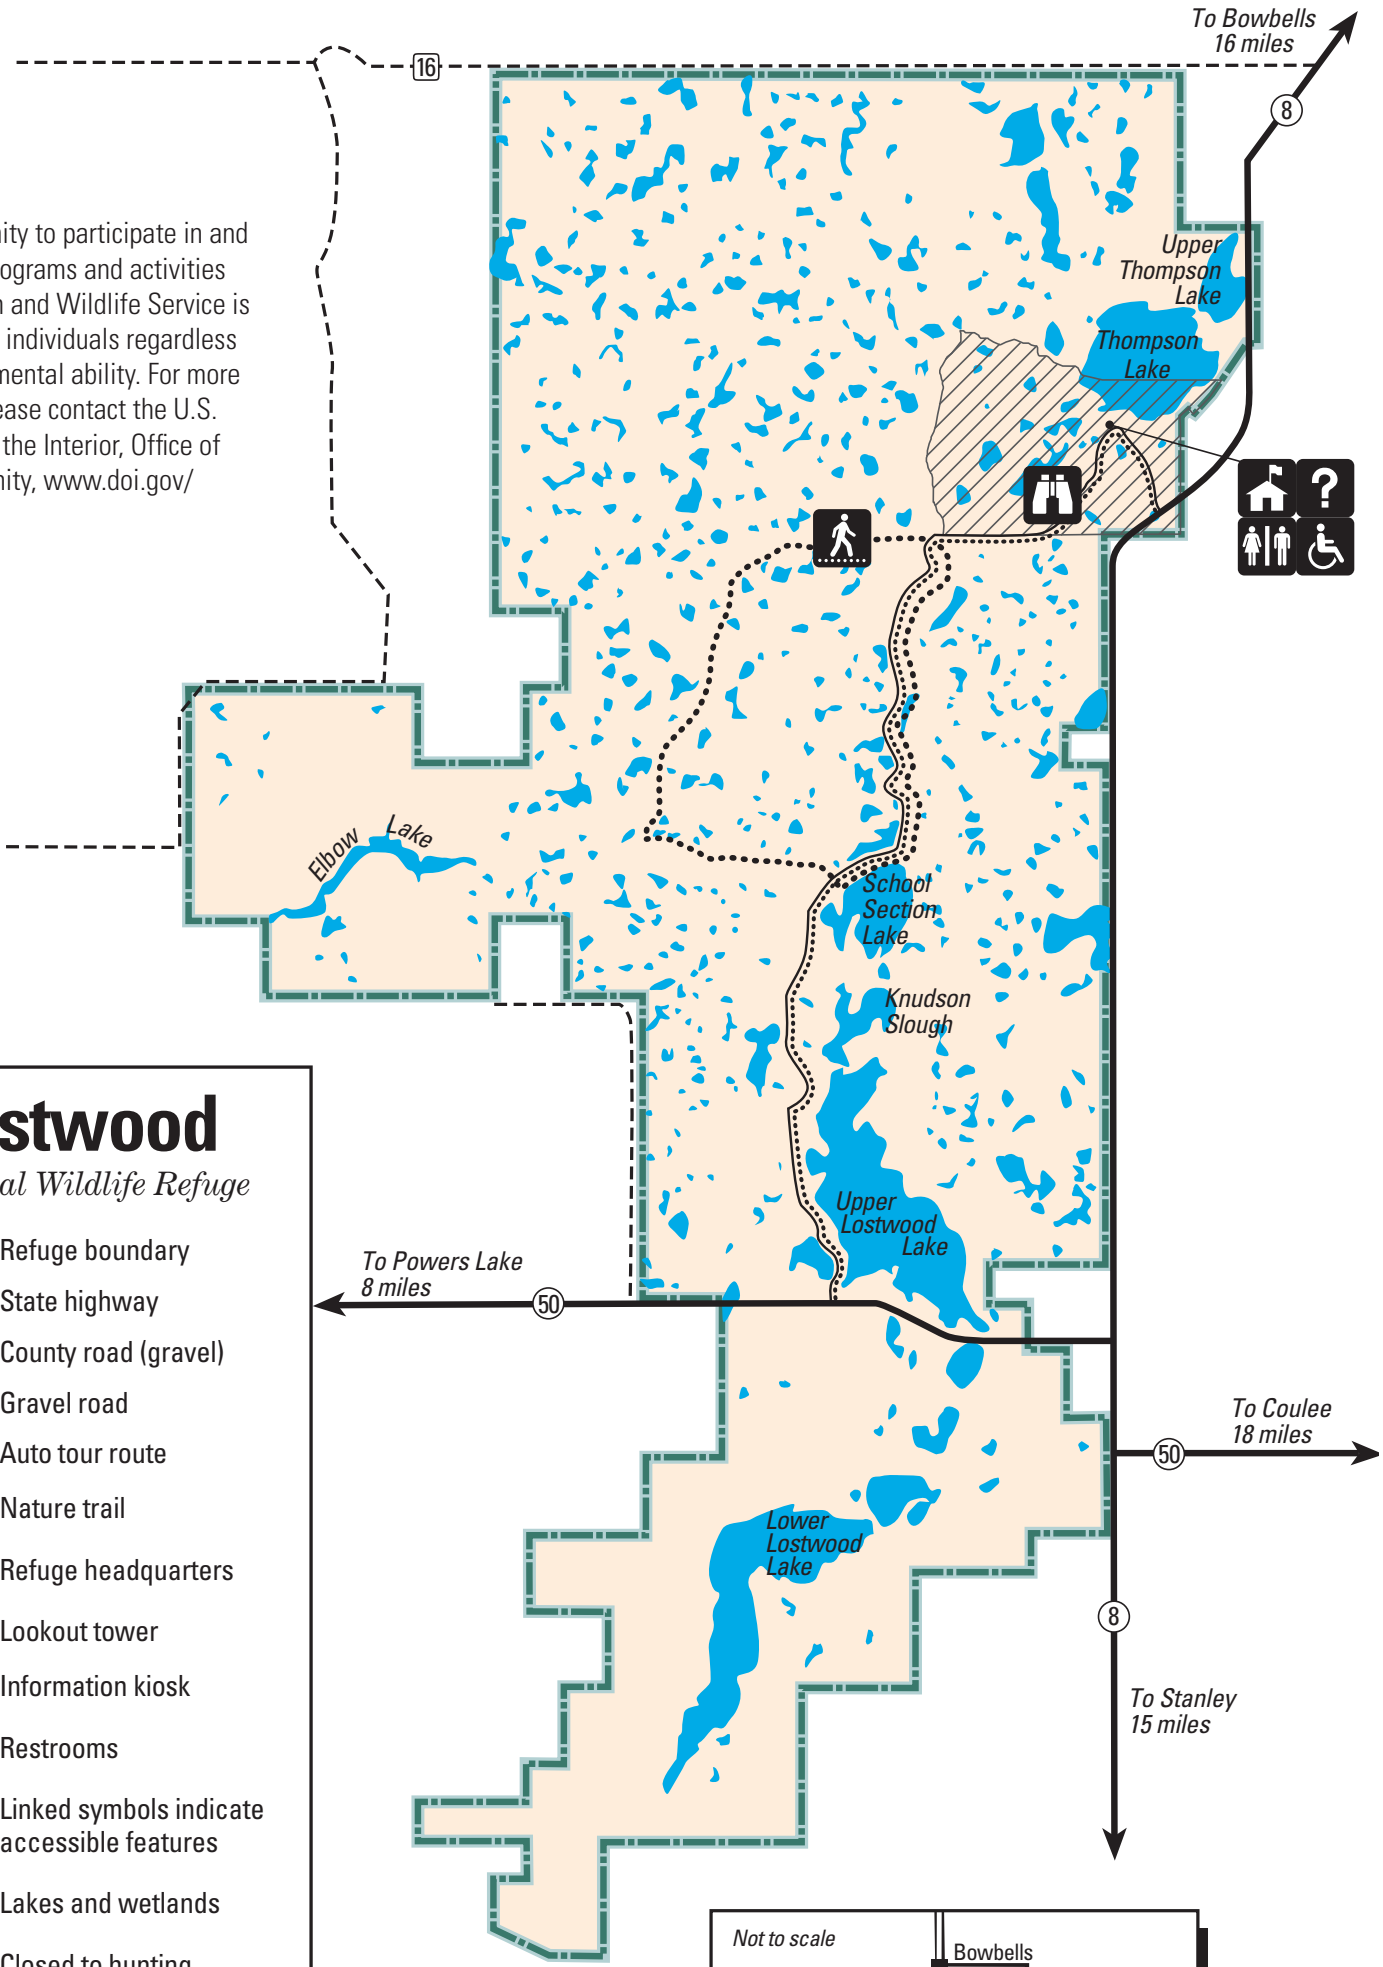 To Bowbells
16 miles
16
8
ity to participate in and
ograms and activities
n and Wildlife Service is
individuals regardless
mental ability. For more
ease contact the U.S.
the Interior, Office of
nity, www.doi.gov/
Upper
Thompson
Lake
Thompson
Lake
?
Elbow Lake
School
Section
Lake
Knudson
Slough
Upper
Lostwood
Lake
To Powers Lake
8 miles
50
To Coulee
18 miles
50
Lower
Lostwood
Lake
8
To Stanley
15 miles
stwood
al Wildlife Refuge
Refuge boundary
State highway
County road (gravel)
Gravel road
Auto tour route
Nature trail
Refuge headquarters
Lookout tower
Information kiosk
Restrooms
Linked symbols indicate
accessible features
Lakes and wetlands
Closed to hunting
Not to scale
Bowbells